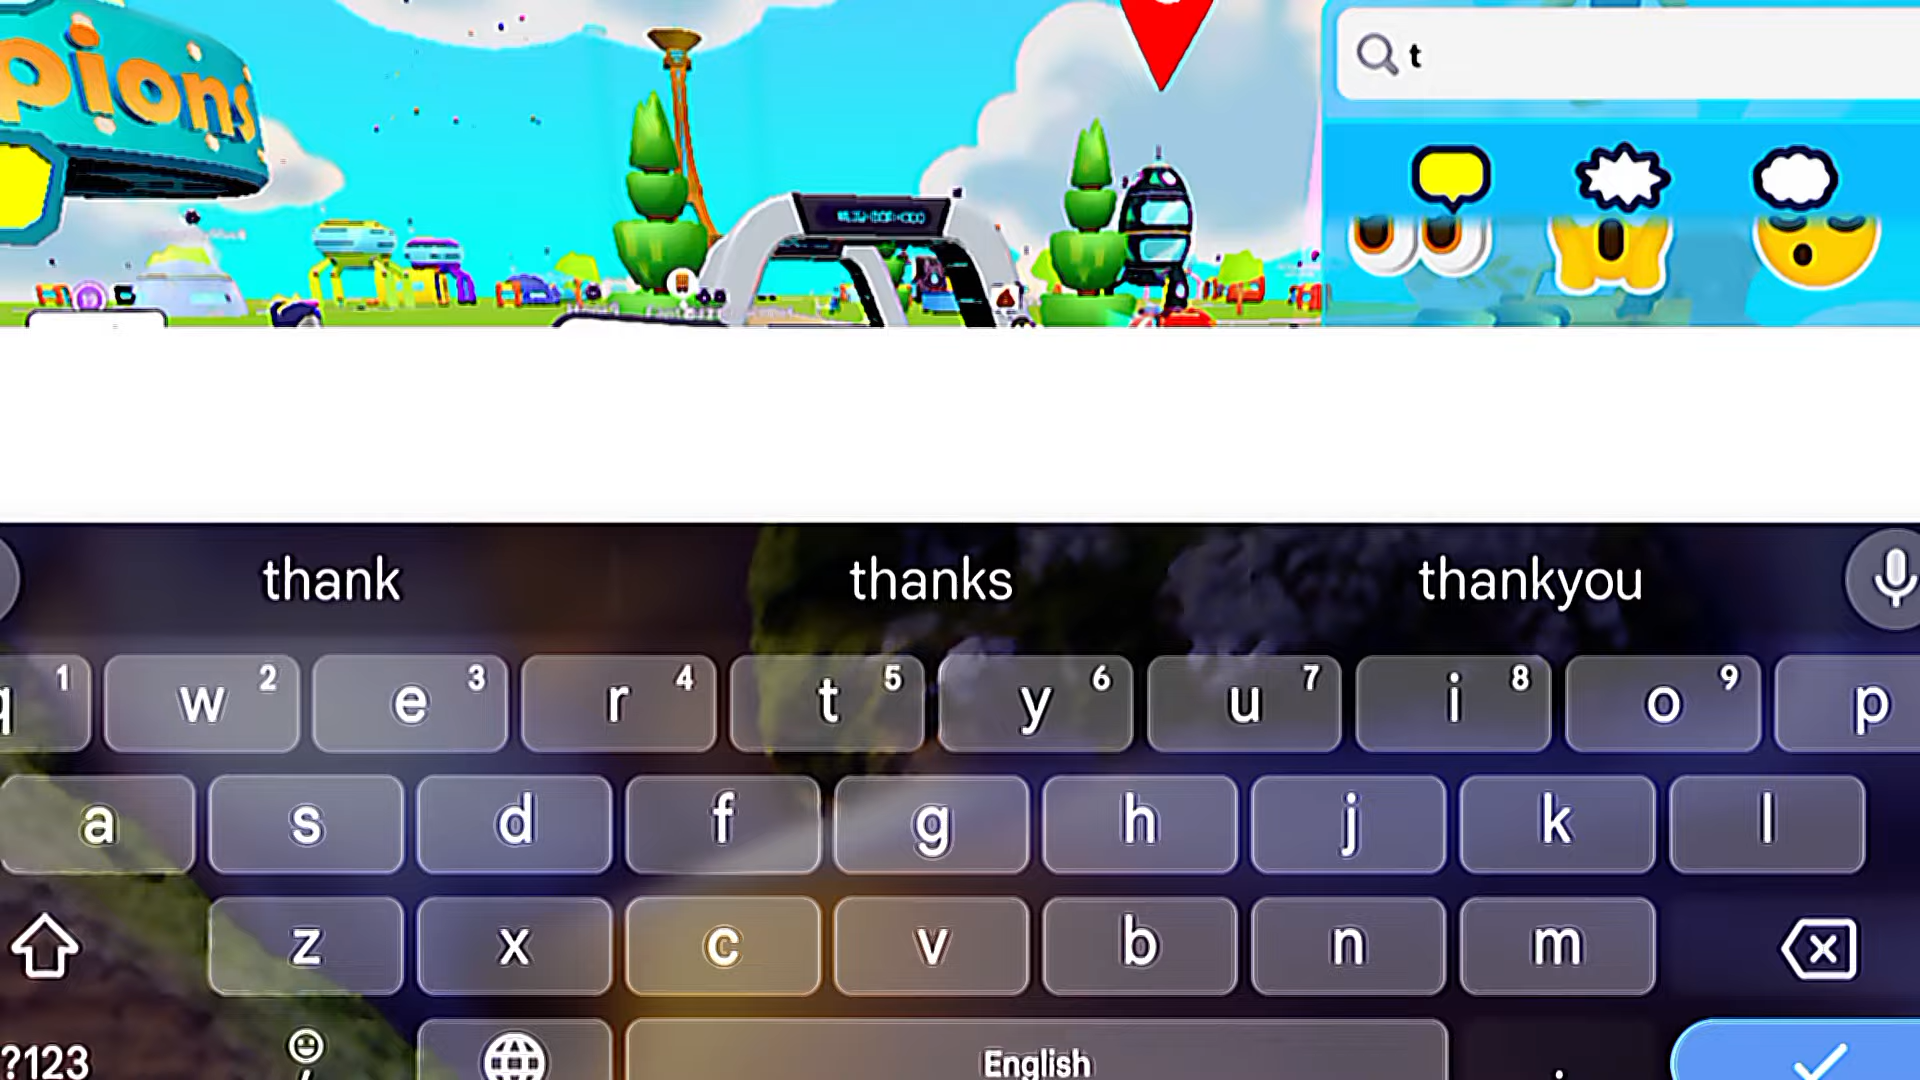 pions
t
thank thanks thankyou
q 1 w 2 e 3 r 4 t 5 y 6 u 7 i 8 o 9 p
a s d f g h j k l
z x c v b n m
?123 English .